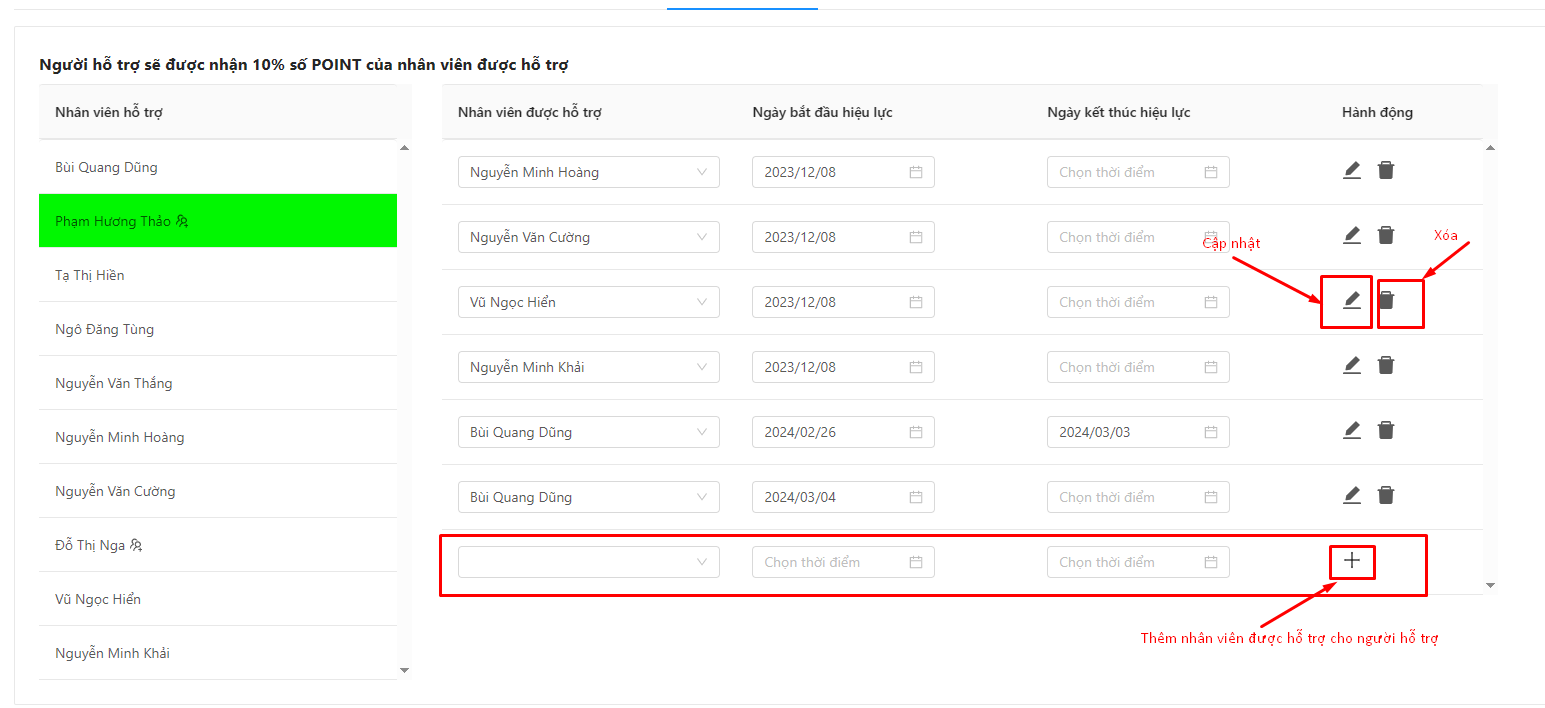 Người hỗ trợ sẽ được nhận 10% số POINT của nhân viên được hỗ trợ
Nhân viên hỗ trợ
Bùi Quang Dũng
Phạm Hương Thảo
Tạ Thị Hiền
Ngô Đăng Tùng
Nguyễn Văn Thắng
Nguyễn Minh Hoàng
Nguyễn Văn Cường
Đỗ Thị Nga
Vũ Ngọc Hiển
Nguyễn Minh Khải
Nhân viên được hỗ trợ Ngày bắt đầu hiệu lực Ngày kết thúc hiệu lực Hành động
Nguyễn Minh Hoàng 2023/12/08 Chọn thời điểm
Nguyễn Văn Cường 2023/12/08 Chọn thời điểm
Cập nhật Xóa
Vũ Ngọc Hiển 2023/12/08 Chọn thời điểm
Nguyễn Minh Khải 2023/12/08 Chọn thời điểm
Bùi Quang Dũng 2024/02/26 2024/03/03
Bùi Quang Dũng 2024/03/04 Chọn thời điểm
Chọn thời điểm Chọn thời điểm
Thêm nhân viên được hỗ trợ cho người hỗ trợ